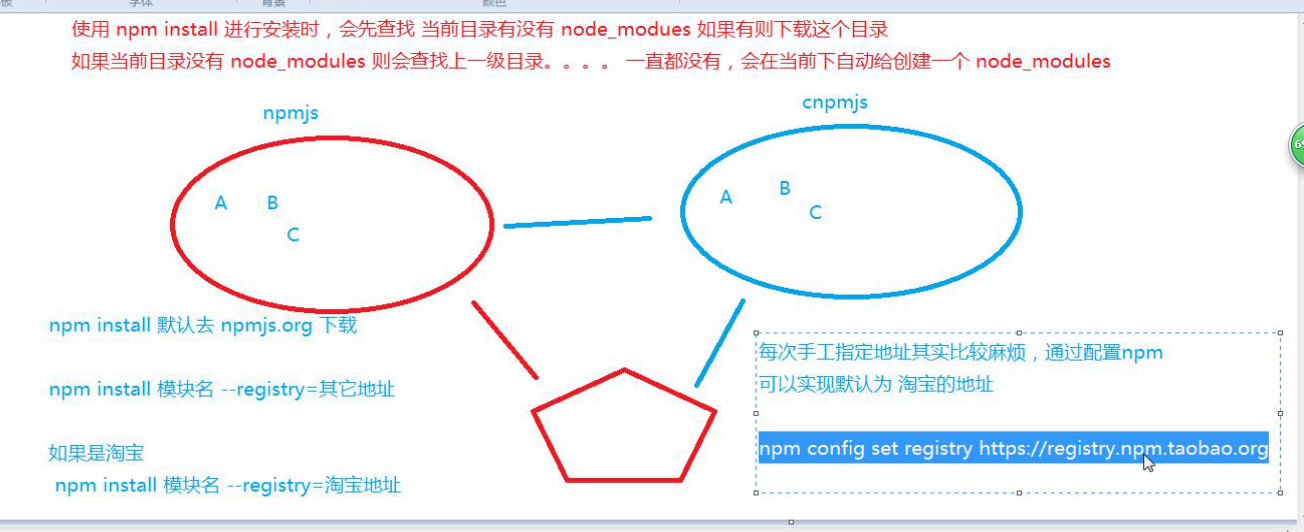 字体
背景
颜色
使用 npm install 进行安装时，会先查找 当前目录有没有 node_modues 如果有则下载这个目录
如果当前目录没有 node_modules 则会查找上一级目录。。。。 一直都没有，会在当前下自动给创建一个 node_modules
npmjs
cnpmjs
A B
C
A B
C
npm install 默认去 npmjs.org 下载
npm install 模块名 --registry=其它地址
如果是淘宝
npm install 模块名 --registry=淘宝地址
每次手工指定地址其实比较麻烦，通过配置npm
可以实现默认为 淘宝的地址
npm config set registry https://registry.npm.taobao.org